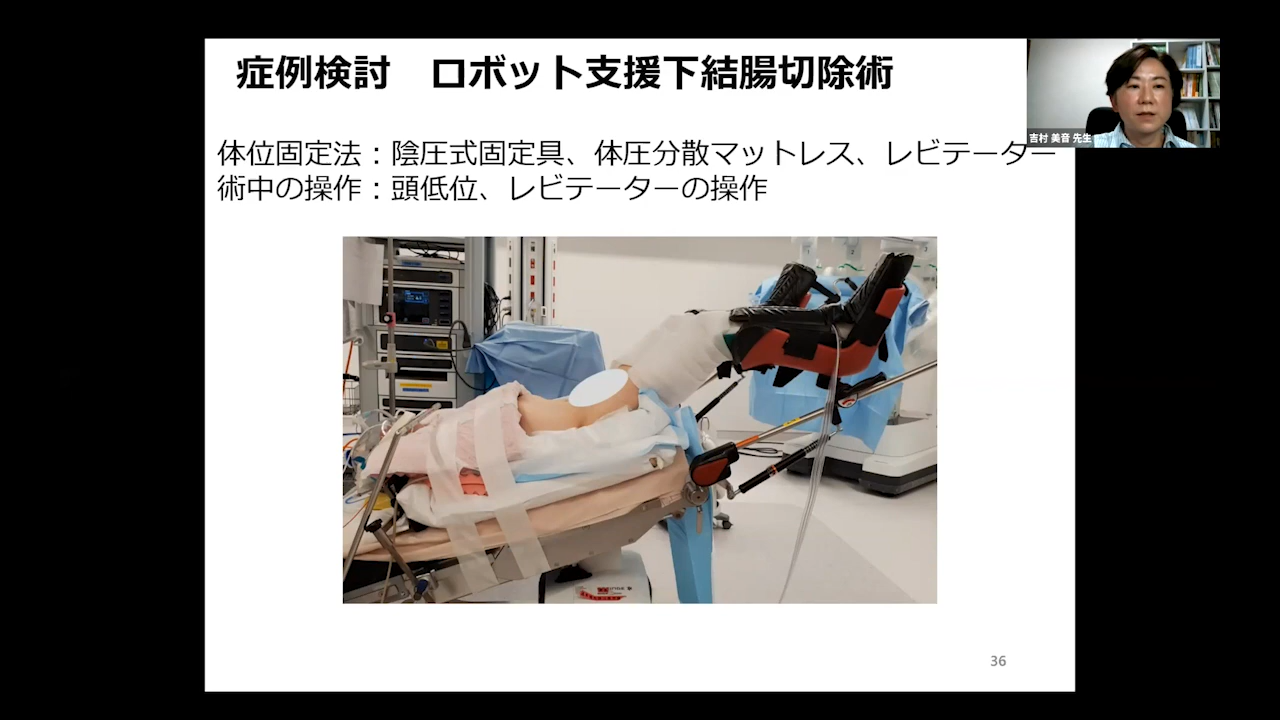 症例検討　ロボット支援下結腸切除術
吉村 美音 先生
体位固定法：陰圧式固定具、体圧分散マットレス、レビテーター
術中の操作：頭低位、レビテーターの操作
36